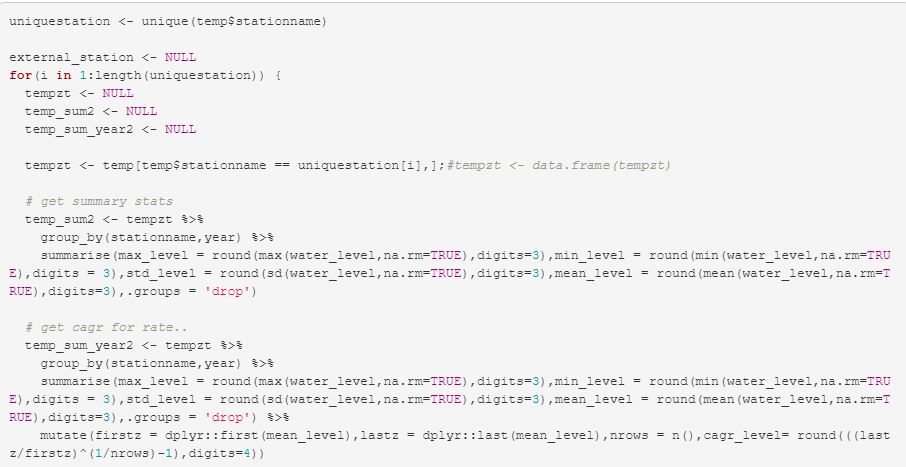 uniquestation <- unique(temp$stationname)
external_station <- NULL
for(i in 1:length(uniquestation)) {
tempzt <- NULL
temp_sum2 <- NULL
temp_sum_year2 <- NULL
tempzt <- temp[temp$stationname == uniquestation[i],];#tempzt <- data.frame(tempzt)
# get summary stats
temp_sum2 <- tempzt %>%
group_by(stationname,year) %>%
summarise(max_level = round(max(water_level,na.rm=TRUE),digits=3),min_level = round(min(water_level,na.rm=TRU
E),digits = 3),std_level = round(sd(water_level,na.rm=TRUE),digits=3),mean_level = round(mean(water_level,na.rm=T
RUE),digits=3),.groups = 'drop')
# get cagr for rate..
temp_sum_year2 <- tempzt %>%
group_by(stationname,year) %>%
summarise(max_level = round(max(water_level,na.rm=TRUE),digits=3),min_level = round(min(water_level,na.rm=TRU
E),digits = 3),std_level = round(sd(water_level,na.rm=TRUE),digits=3),mean_level = round(mean(water_level,na.rm=T
RUE),digits=3),.groups = 'drop') %>%
mutate(firstz = dplyr::first(mean_level),lastz = dplyr::last(mean_level),nrows = n(),cagr_level= round(((last
z/firstz)^(1/nrows)-1),digits=4))